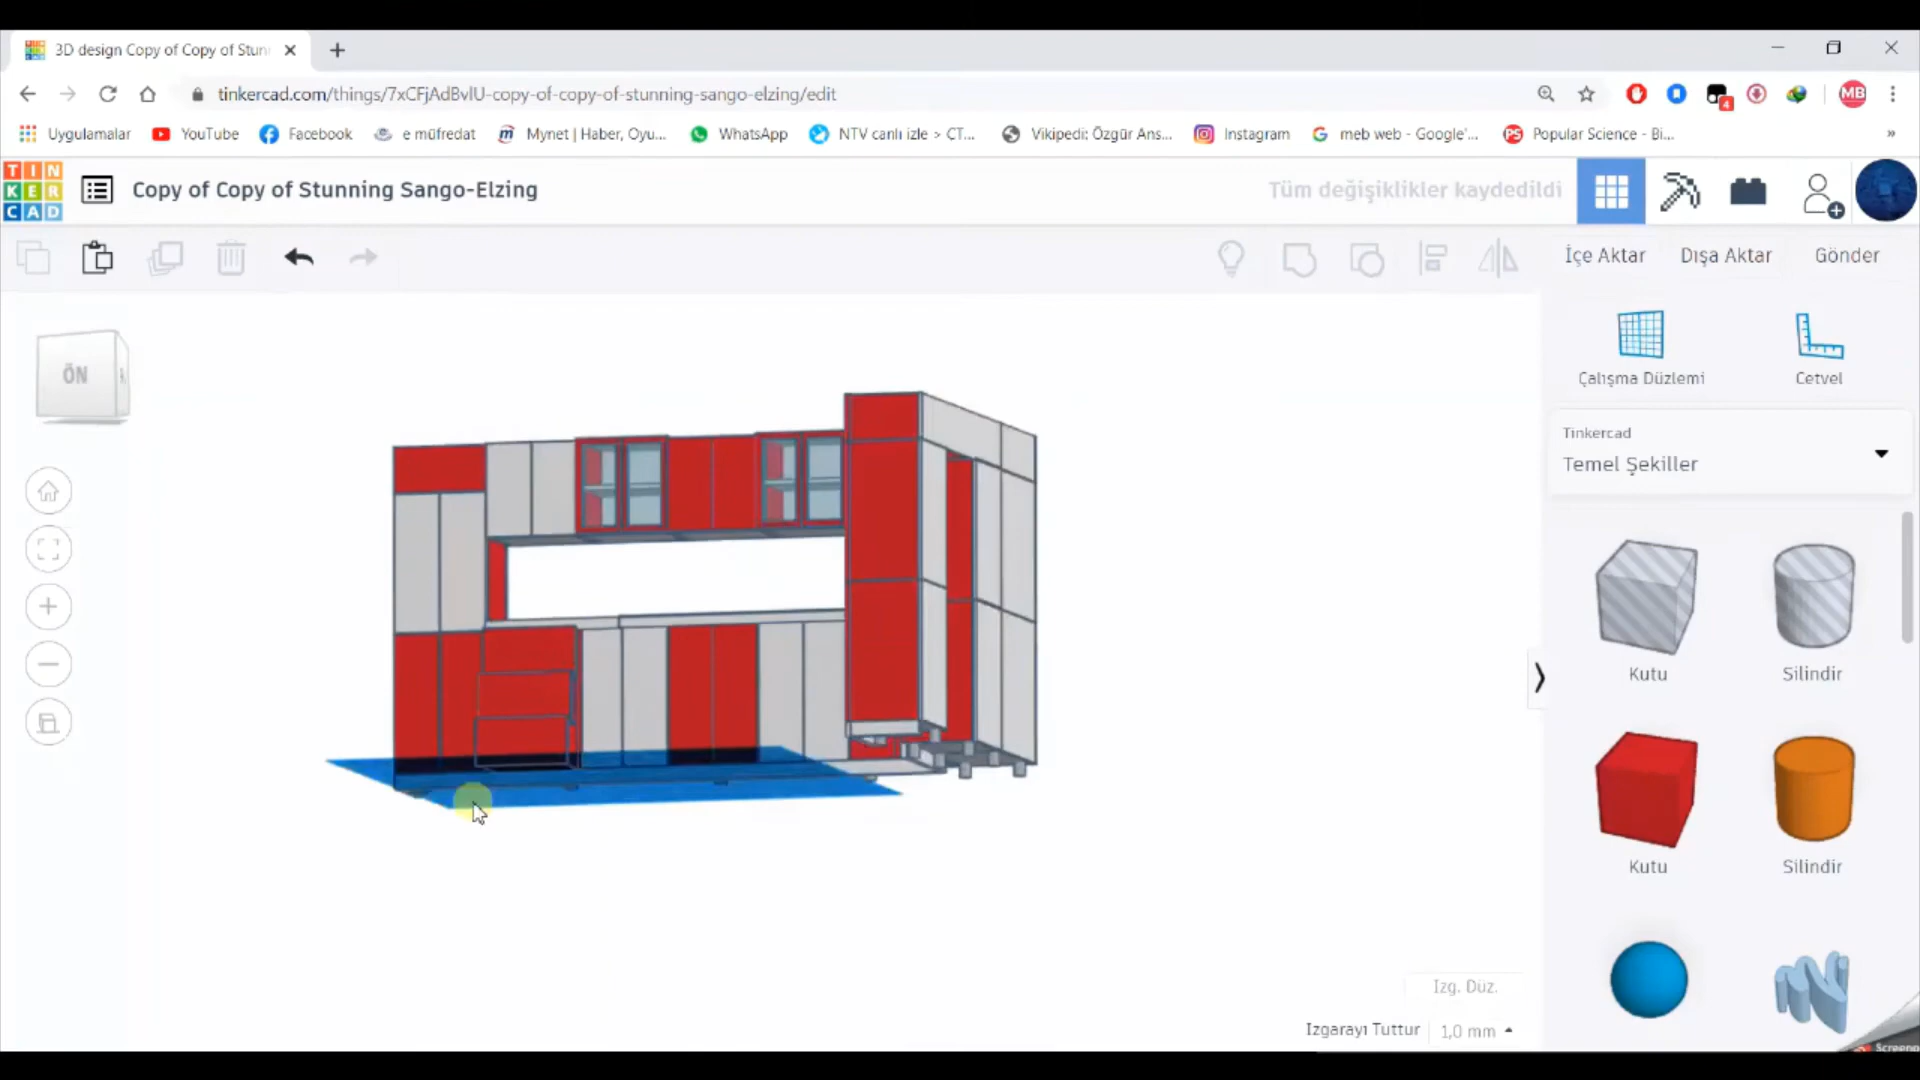 3D design Copy of Copy of Stun
tinkercad.com/things/7xCFjAdBvlU-copy-of-copy-of-stunning-sango-elzing/edit
MB
4
Uygulamalar YouTube Facebook e müfredat Mynet | Haber, Oyu... WhatsApp NTV canlı izle > CT... Vikipedi: Özgür Ans... Instagram meb web - Google'... Popular Science - Bi... »
TIN
KER
CAD
Copy of Copy of Stunning Sango-Elzing
Tüm değişiklikler kaydedildi
İçe Aktar Dışa Aktar Gönder
ÖN
Çalışma Düzlemi Cetvel
Tinkercad
Temel Şekiller
Kutu Silindir
Kutu Silindir
Izg. Düz.
Izgarayı Tuttur 1,0 mm